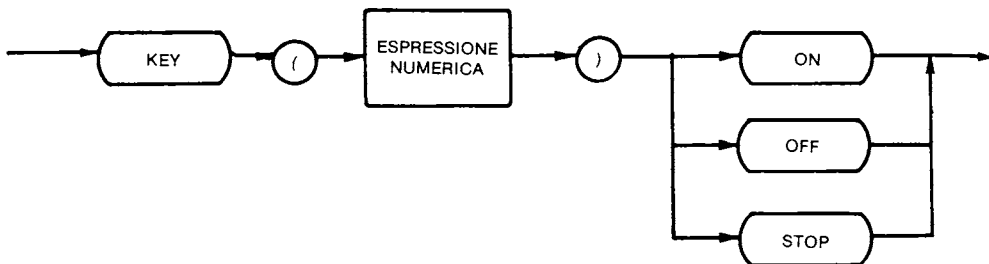 KEY
(
ESPRESSIONE
NUMERICA
)
ON
OFF
STOP